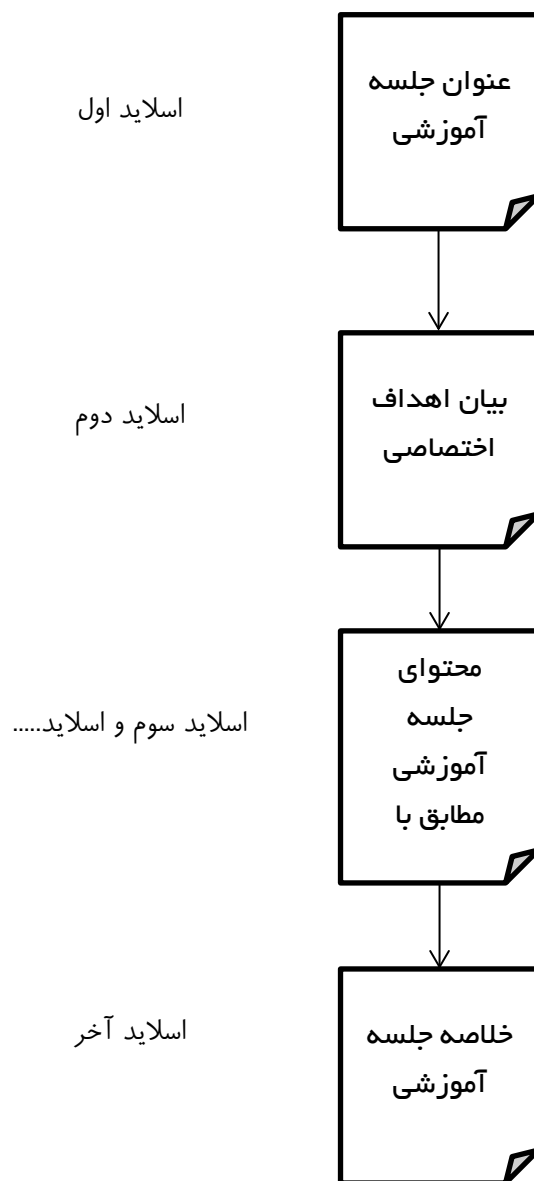 عنوان جلسه
آموزشی
اسلاید اول
بیان اهداف
اختصاصی
اسلاید دوم
محتوای
جلسه
آموزشی
مطابق با
اسلاید سوم و اسلاید.....
خلاصه جلسه
آموزشی
اسلاید آخر